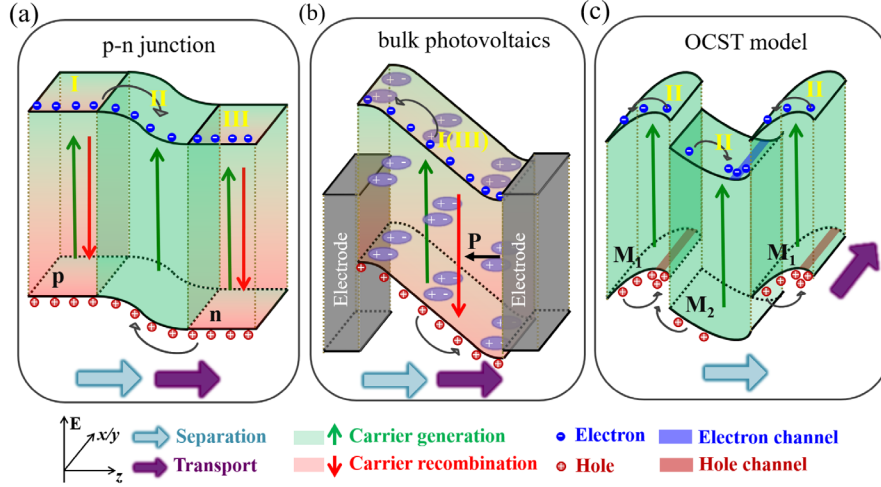 (a)
p-n junction
I
II
III
p
n
(b)
bulk photovoltaics
I(III)
P
Electrode
Electrode
(c)
OCST model
II
II
II
M₁
M₁
M₂
E
x/y
z
Separation
Transport
Carrier generation
Carrier recombination
Electron
Hole
Electron channel
Hole channel